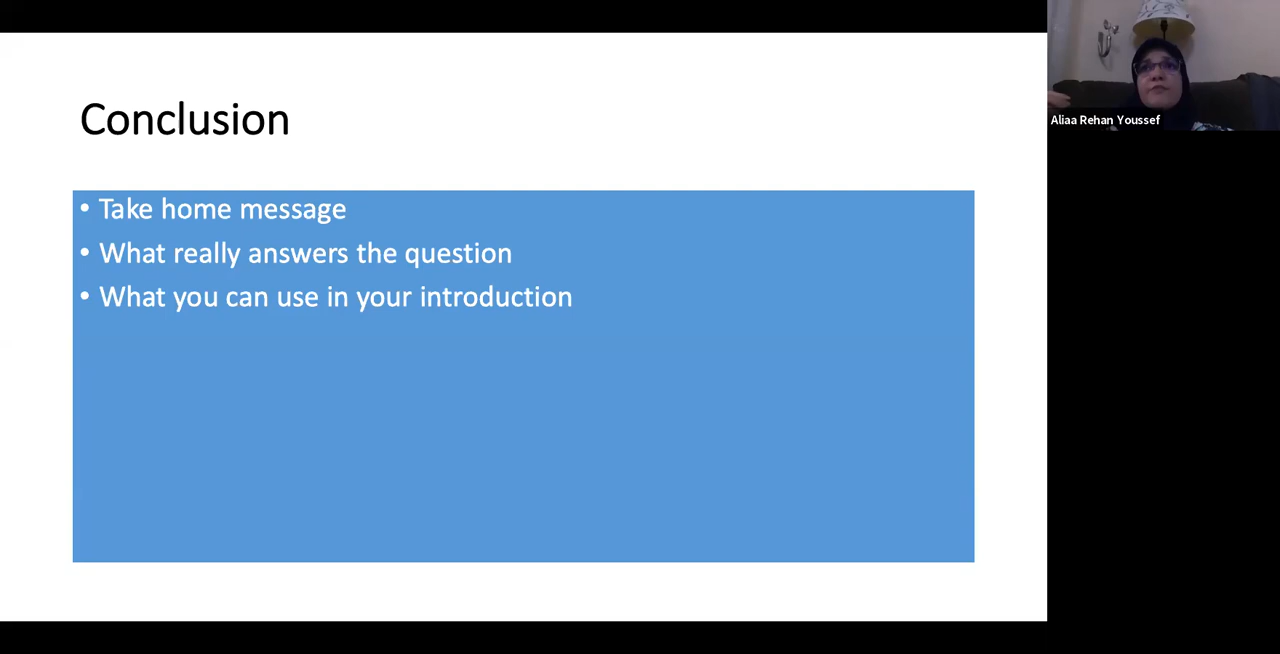 Conclusion
• Take home message
• What really answers the question
• What you can use in your introduction
Aliaa Rehan Youssef